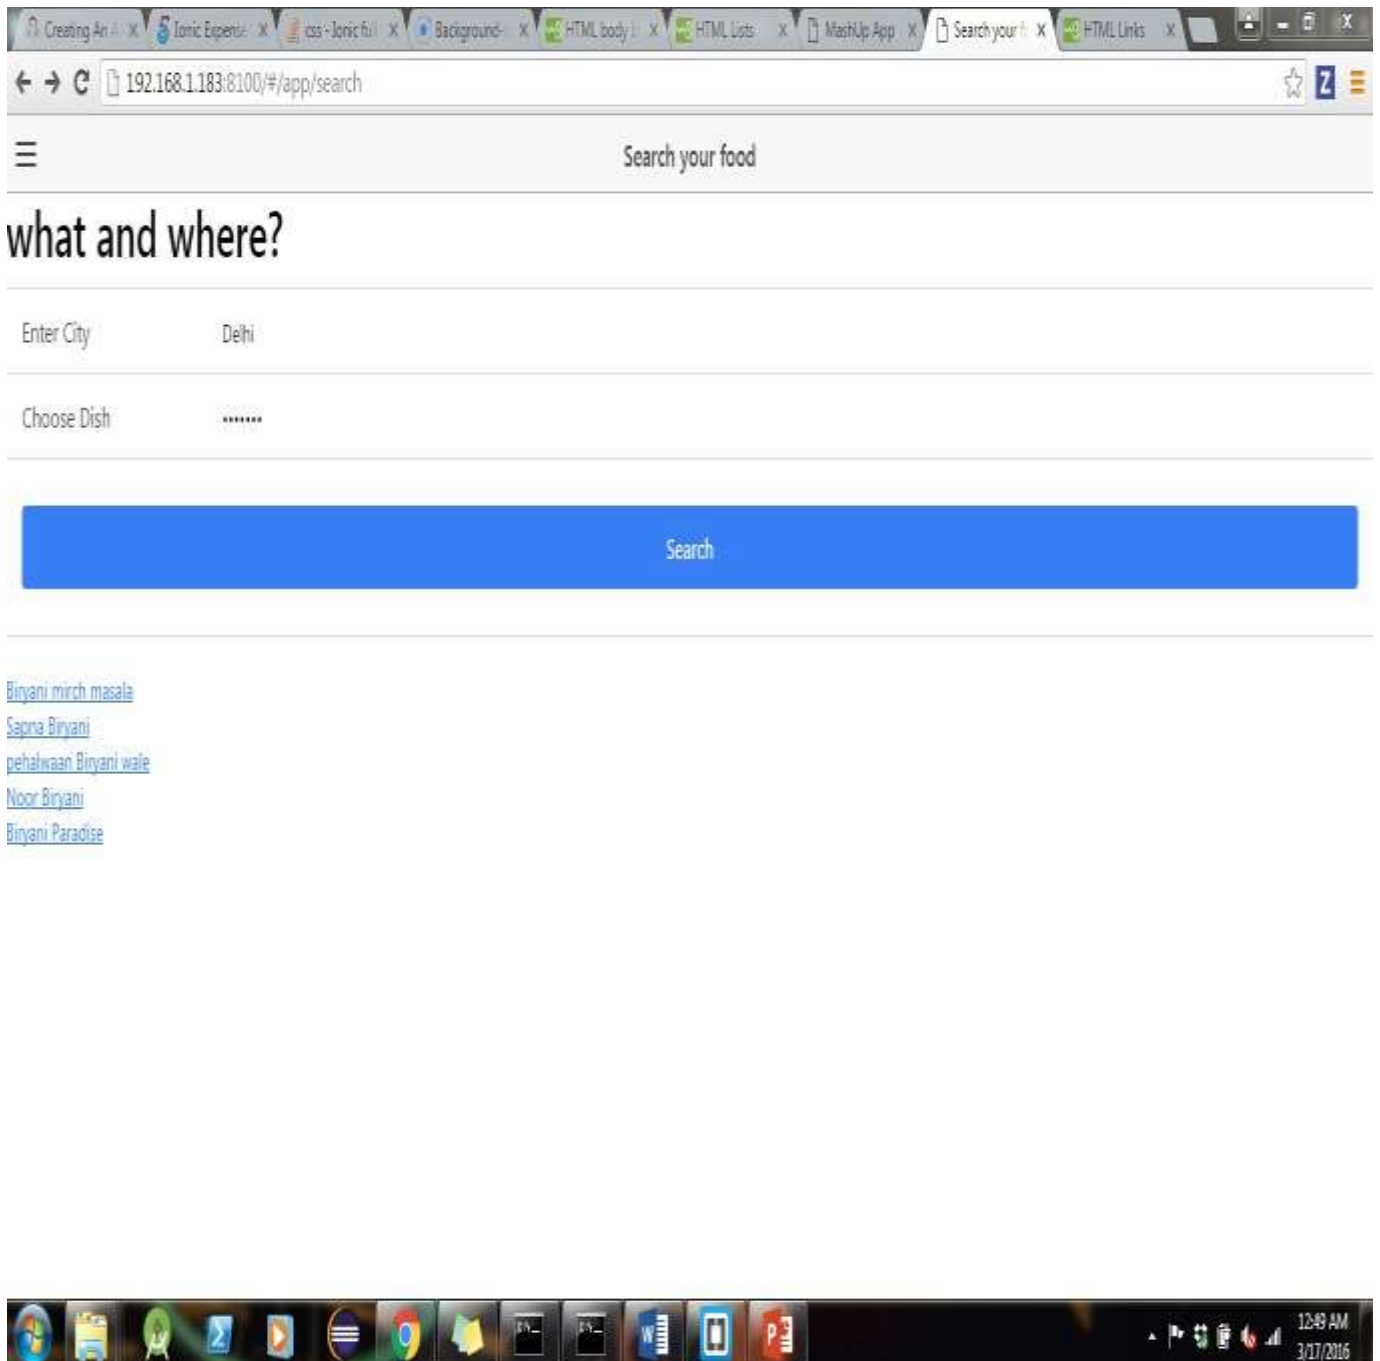 Creating An
Ionic Expense
css - Ionic full
Background-
HTML body
HTML Lists
MashUp App
Search your f
HTML Links
192.168.1.183:8100/#/app/search
Z
Search your food
what and where?
Enter City Delhi
Choose Dish •••••••
Search
Biryani mirch masala
Sapna Biryani
pehalwaan Biryani wale
Noor Biryani
Biryani Paradise
12:49 AM
3/17/2016